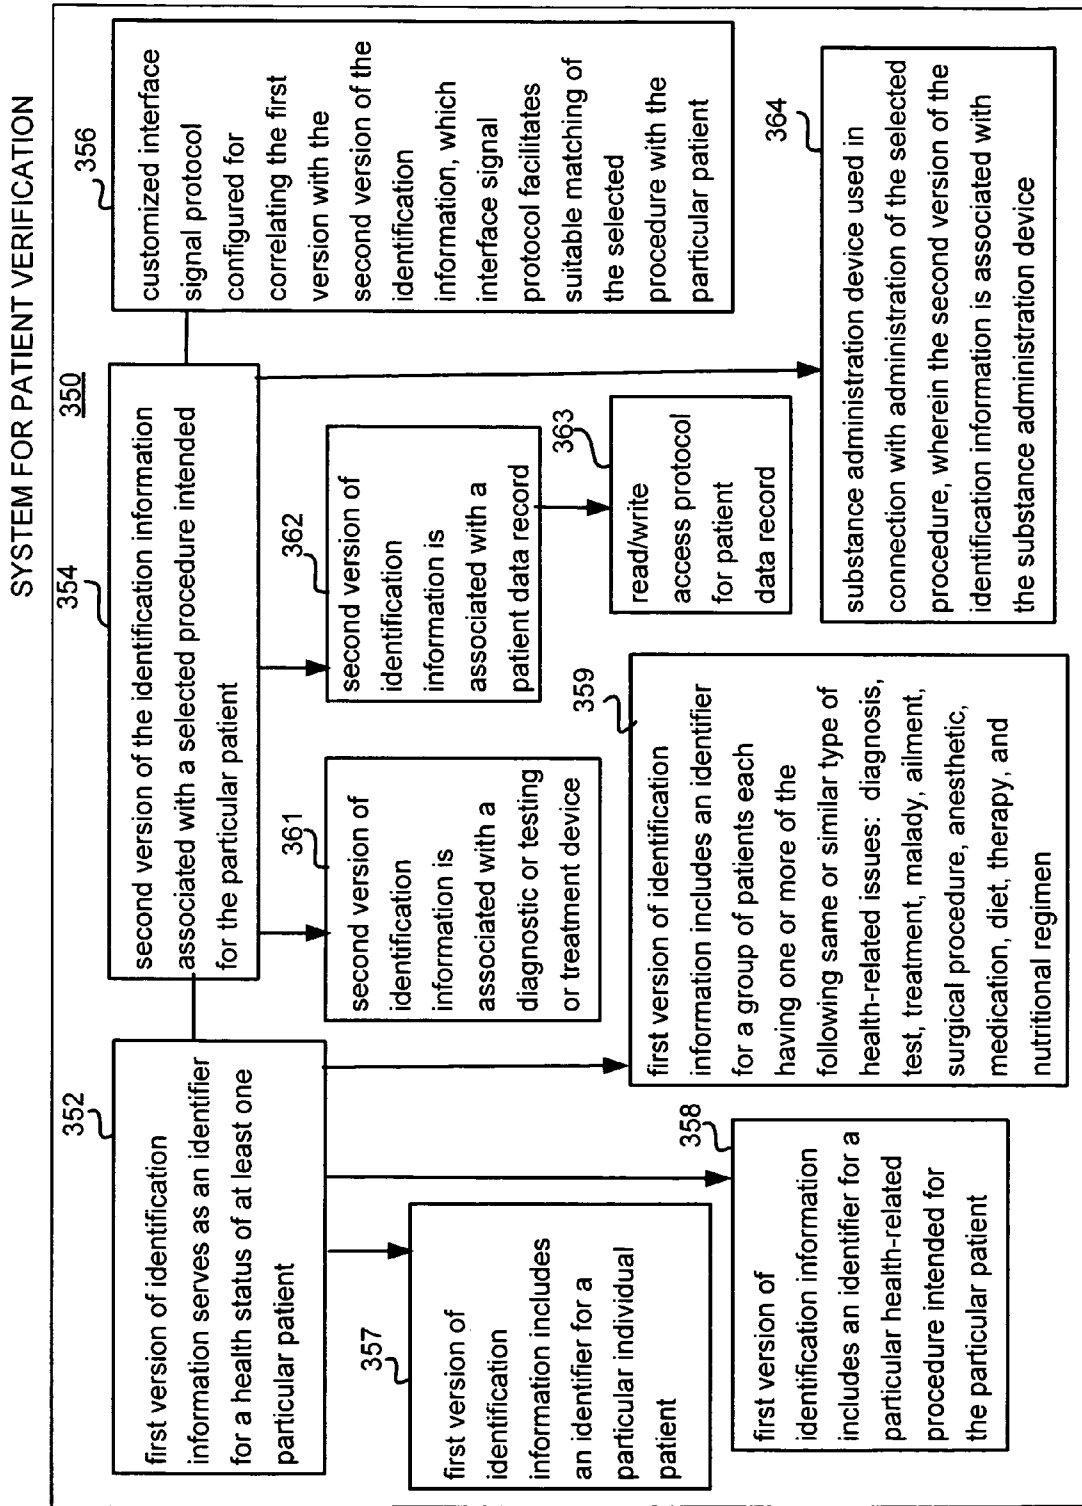 SYSTEM FOR PATIENT VERIFICATION
350
352
first version of identification
information serves as an identifier
for a health status of at least one
particular patient
354
second version of the identification information
associated with a selected procedure intended
for the particular patient
356
customized interface
signal protocol
configured for
correlating the first
version with the
second version of the
identification
information, which
interface signal
protocol facilitates
suitable matching of
the selected
procedure with the
particular patient
357
first version of
identification
information includes
an identifier for a
particular individual
patient
358
first version of
identification information
includes an identifier for a
particular health-related
procedure intended for
the particular patient
359
first version of identification
information includes an identifier
for a group of patients each
having one or more of the
following same or similar type of
health-related issues: diagnosis,
test, treatment, malady, ailment,
surgical procedure, anesthetic,
medication, diet, therapy, and
nutritional regimen
361
second version of
identification
information is
associated with a
diagnostic or testing
or treatment device
362
second version of
identification
information is
associated with a
patient data record
363
read/write
access protocol
for patient
data record
364
substance administration device used in
connection with administration of the selected
procedure, wherein the second version of the
identification information is associated with
the substance administration device